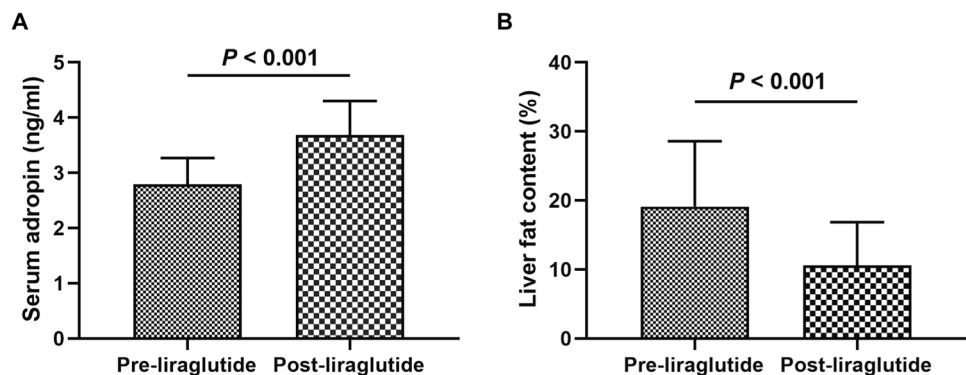 A
Serum adropin (ng/ml)
5
4
3
2
1
0
P < 0.001
Pre-liraglutide
Post-liraglutide
B
Liver fat content (%)
40
30
20
10
0
P < 0.001
Pre-liraglutide
Post-liraglutide